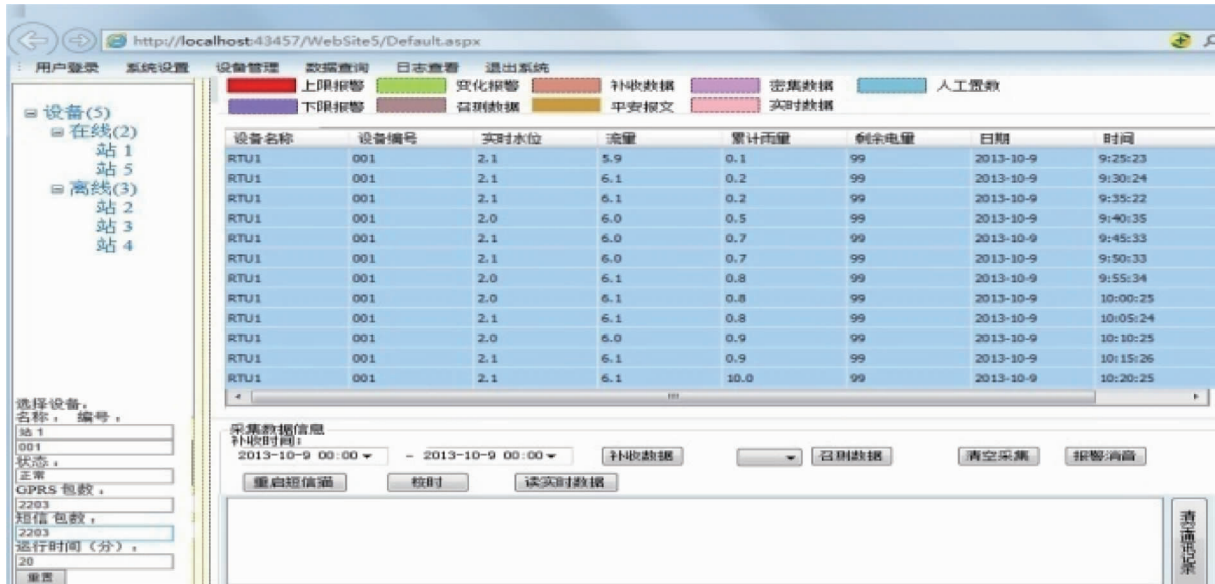 http://localhost:43457/WebSite5/Default.aspx
用户登录 系统设置 设备管理 数据查询 日志查看 退出系统
上限报警 变化报警 补收数据 密集数据 人工置数
下限报警 召测数据 平安报文 实时数据
设备(5)
在线(2)
站 1
站 5
离线(3)
站 2
站 3
站 4
设备名称 设备编号 实时水位 流量 累计雨量 剩余电量 日期 时间
RTU1 001 2.1 5.9 0.1 99 2013-10-9 9:25:23
RTU1 001 2.1 6.1 0.2 99 2013-10-9 9:30:24
RTU1 001 2.1 6.1 0.2 99 2013-10-9 9:35:22
RTU1 001 2.0 6.0 0.5 99 2013-10-9 9:40:35
RTU1 001 2.1 6.0 0.7 99 2013-10-9 9:45:33
RTU1 001 2.1 6.0 0.7 99 2013-10-9 9:50:33
RTU1 001 2.0 6.1 0.8 99 2013-10-9 9:55:34
RTU1 001 2.0 6.1 0.8 99 2013-10-9 10:00:25
RTU1 001 2.1 6.1 0.8 99 2013-10-9 10:05:24
RTU1 001 2.0 6.0 0.9 99 2013-10-9 10:10:25
RTU1 001 2.1 6.1 0.9 99 2013-10-9 10:15:26
RTU1 001 2.1 6.1 10.0 99 2013-10-9 10:20:25
选择设备:
名称: 编号:
站 1
001
状态:
正常
GPRS 包数:
2203
短信包数:
2203
运行时间(分):
20
重置
采集数据信息
补收时间:
2013-10-9 00:00 - 2013-10-9 00:00 补收数据 召测数据 清空采集 报警消音
重启短信猫 校时 读实时数据
清空通讯记录